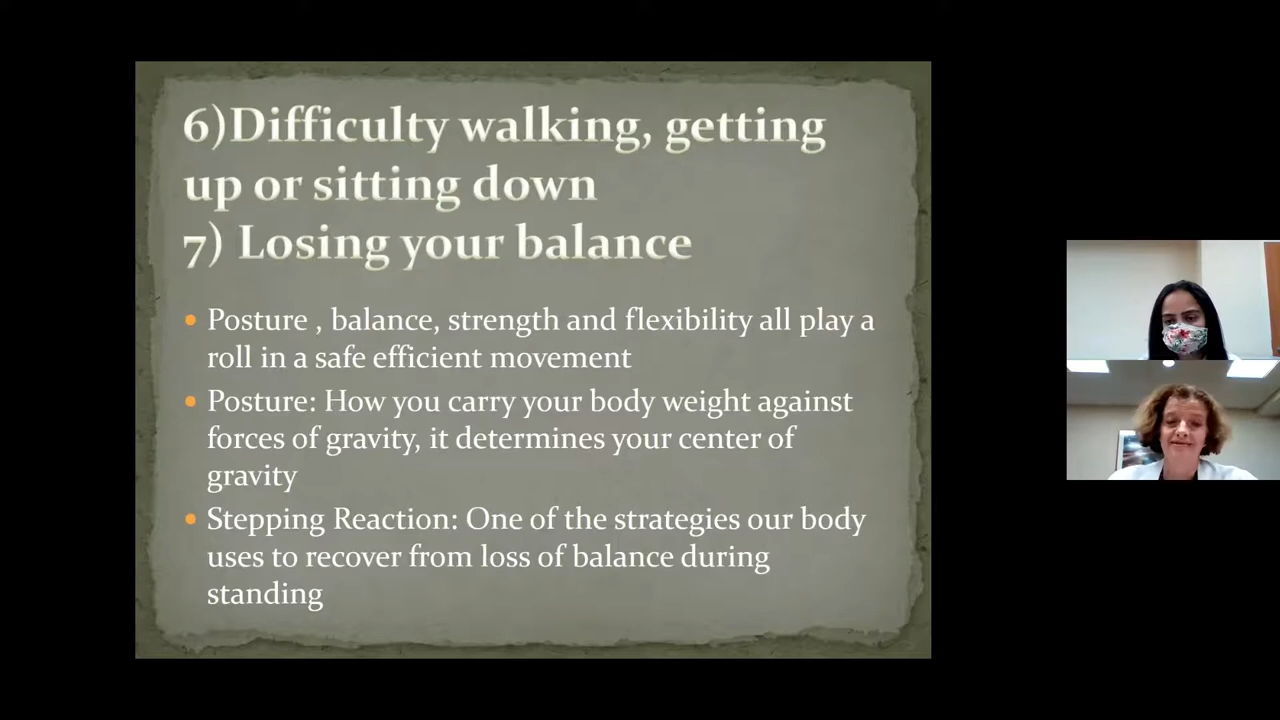 6)Difficulty walking, getting
up or sitting down
7) Losing your balance
• Posture , balance, strength and flexibility all play a
roll in a safe efficient movement
• Posture: How you carry your body weight against
forces of gravity, it determines your center of
gravity
• Stepping Reaction: One of the strategies our body
uses to recover from loss of balance during
standing